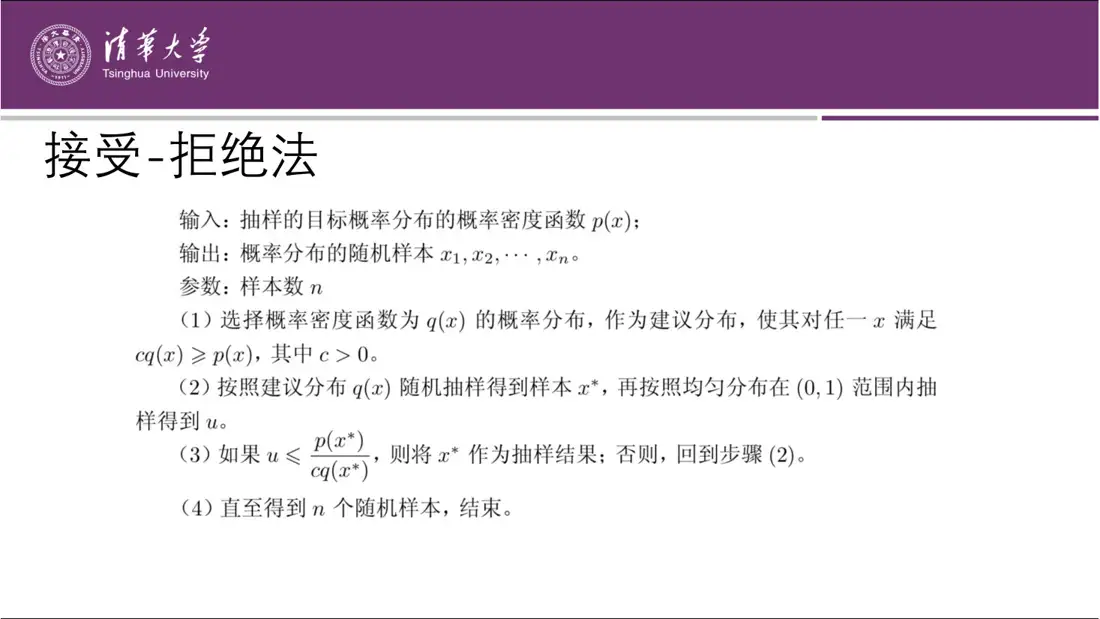 清華大学
Tsinghua University
接受-拒绝法
输入：抽样的目标概率分布的概率密度函数 p(x)；
输出：概率分布的随机样本 x₁, x₂, ⋯ , xₙ。
参数：样本数 n
（1）选择概率密度函数为 q(x) 的概率分布，作为建议分布，使其对任一 x 满足
cq(x) ⩾ p(x)，其中 c > 0。
（2）按照建议分布 q(x) 随机抽样得到样本 x*，再按照均匀分布在 (0, 1) 范围内抽
样得到 u。
（3）如果 u ⩽ p(x*)/cq(x*)，则将 x* 作为抽样结果；否则，回到步骤 (2)。
（4）直至得到 n 个随机样本，结束。